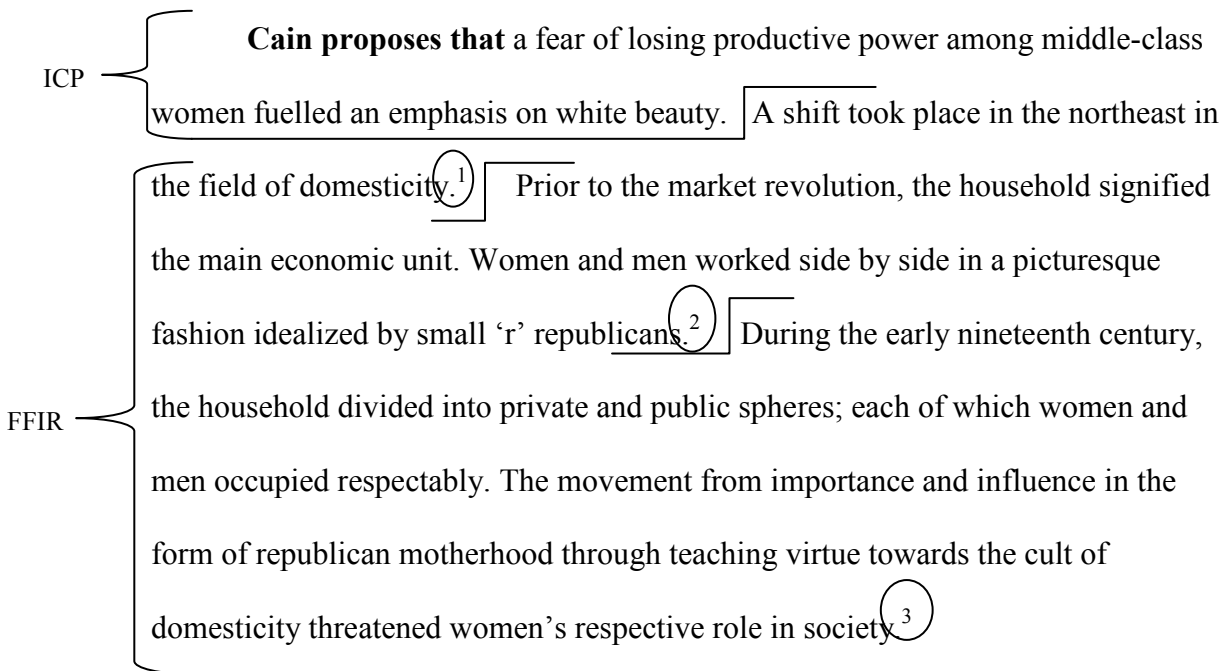 Cain proposes that a fear of losing productive power among middle-class
ICP
women fuelled an emphasis on white beauty. A shift took place in the northeast in
the field of domesticity.1 Prior to the market revolution, the household signified
the main economic unit. Women and men worked side by side in a picturesque
fashion idealized by small ‘r’ republicans.2 During the early nineteenth century,
the household divided into private and public spheres; each of which women and
FFIR
men occupied respectably. The movement from importance and influence in the
form of republican motherhood through teaching virtue towards the cult of
domesticity threatened women’s respective role in society.3